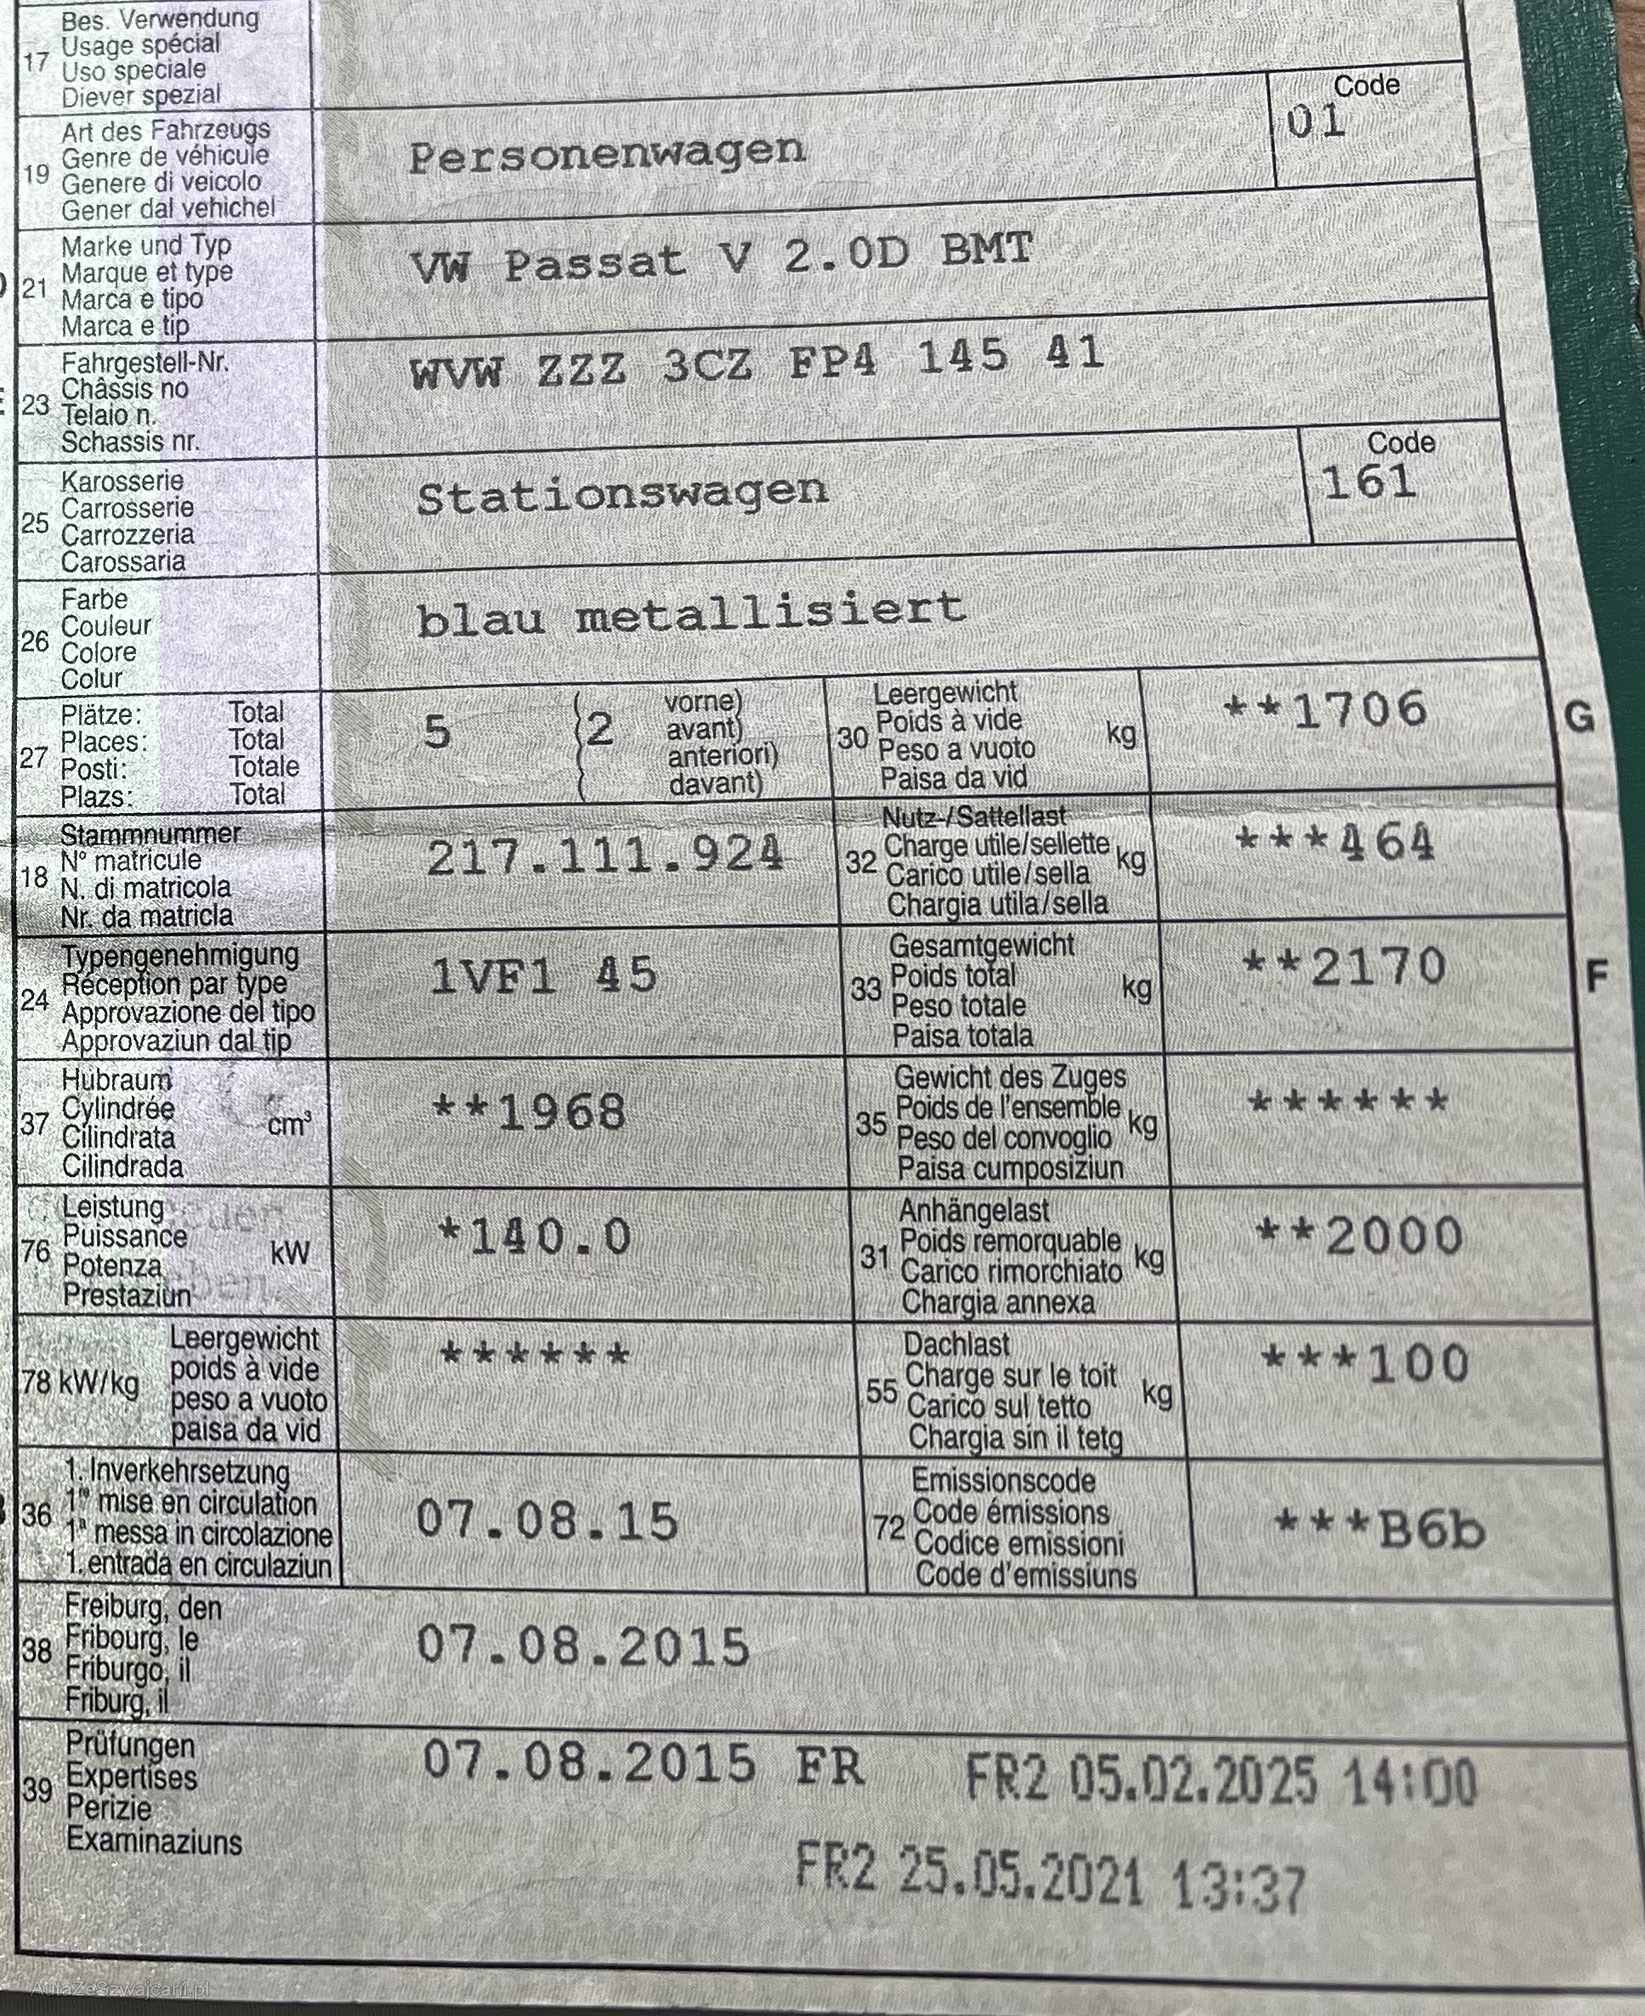 17 Bes. Verwendung
Usage spécial
Uso speciale
Diever spezial
Code
01
19 Art des Fahrzeugs
Genre de véhicule
Genere di veicolo
Gener dal vehichel
Personenwagen
21 Marke und Typ
Marque et type
Marca e tipo
Marca e tip
VW Passat V 2.0D BMT
23 Fahrgestell-Nr.
Châssis no
Telaio n.
Schassis nr.
WVW ZZZ 3CZ FP4 145 41
25 Karosserie
Carrosserie
Carrozzeria
Carossaria
Stationswagen
Code
161
26 Farbe
Couleur
Colore
Colur
blau metallisiert
27 Plätze: Total
Places: Total
Posti: Totale
Plazs: Total
5 2 vorne)
avant)
anteriori)
davant)
30 Leergewicht
Poids à vide kg
Peso a vuoto
Paisa da vid
**1706
G
18 Stammnummer
N° matricule
N. di matricola
Nr. da matricla
217.111.924
32 Nutz-/Sattellast
Charge utile/sellette kg
Carico utile/sella
Chargia utila/sella
***464
24 Typengenehmigung
Réception par type
Approvazione del tipo
Approvaziun dal tip
1VF1 45
33 Gesamtgewicht
Poids total kg
Peso totale
Paisa totala
**2170
F
37 Hubraum
Cylindrée cm³
Cilindrata
Cilindrada
**1968
35 Gewicht des Zuges
Poids de l'ensemble kg
Peso del convoglio
Paisa cumposiziun
******
76 Leistung
Puissance kW
Potenza
Prestaziun
*140.0
31 Anhängelast
Poids remorquable kg
Carico rimorchiato
Chargia annexa
**2000
78 kW/kg Leergewicht
poids à vide
peso a vuoto
paisa da vid
******
55 Dachlast
Charge sur le toit kg
Carico sul tetto
Chargia sin il tetg
***100
36 1. Inverkehrsetzung
1re mise en circulation
1ª messa in circolazione
1. entrada en circulaziun
07.08.15
72 Emissionscode
Code émissions
Codice emissioni
Code d'emissiuns
***B6b
38 Freiburg, den
Fribourg, le
Friburgo, il
Friburg, il
07.08.2015
39 Prüfungen
Expertises
Perizie
Examinaziuns
07.08.2015 FR FR2 05.02.2025 14:00
FR2 25.05.2021 13:37
AutaZeSzwajcarii.pl